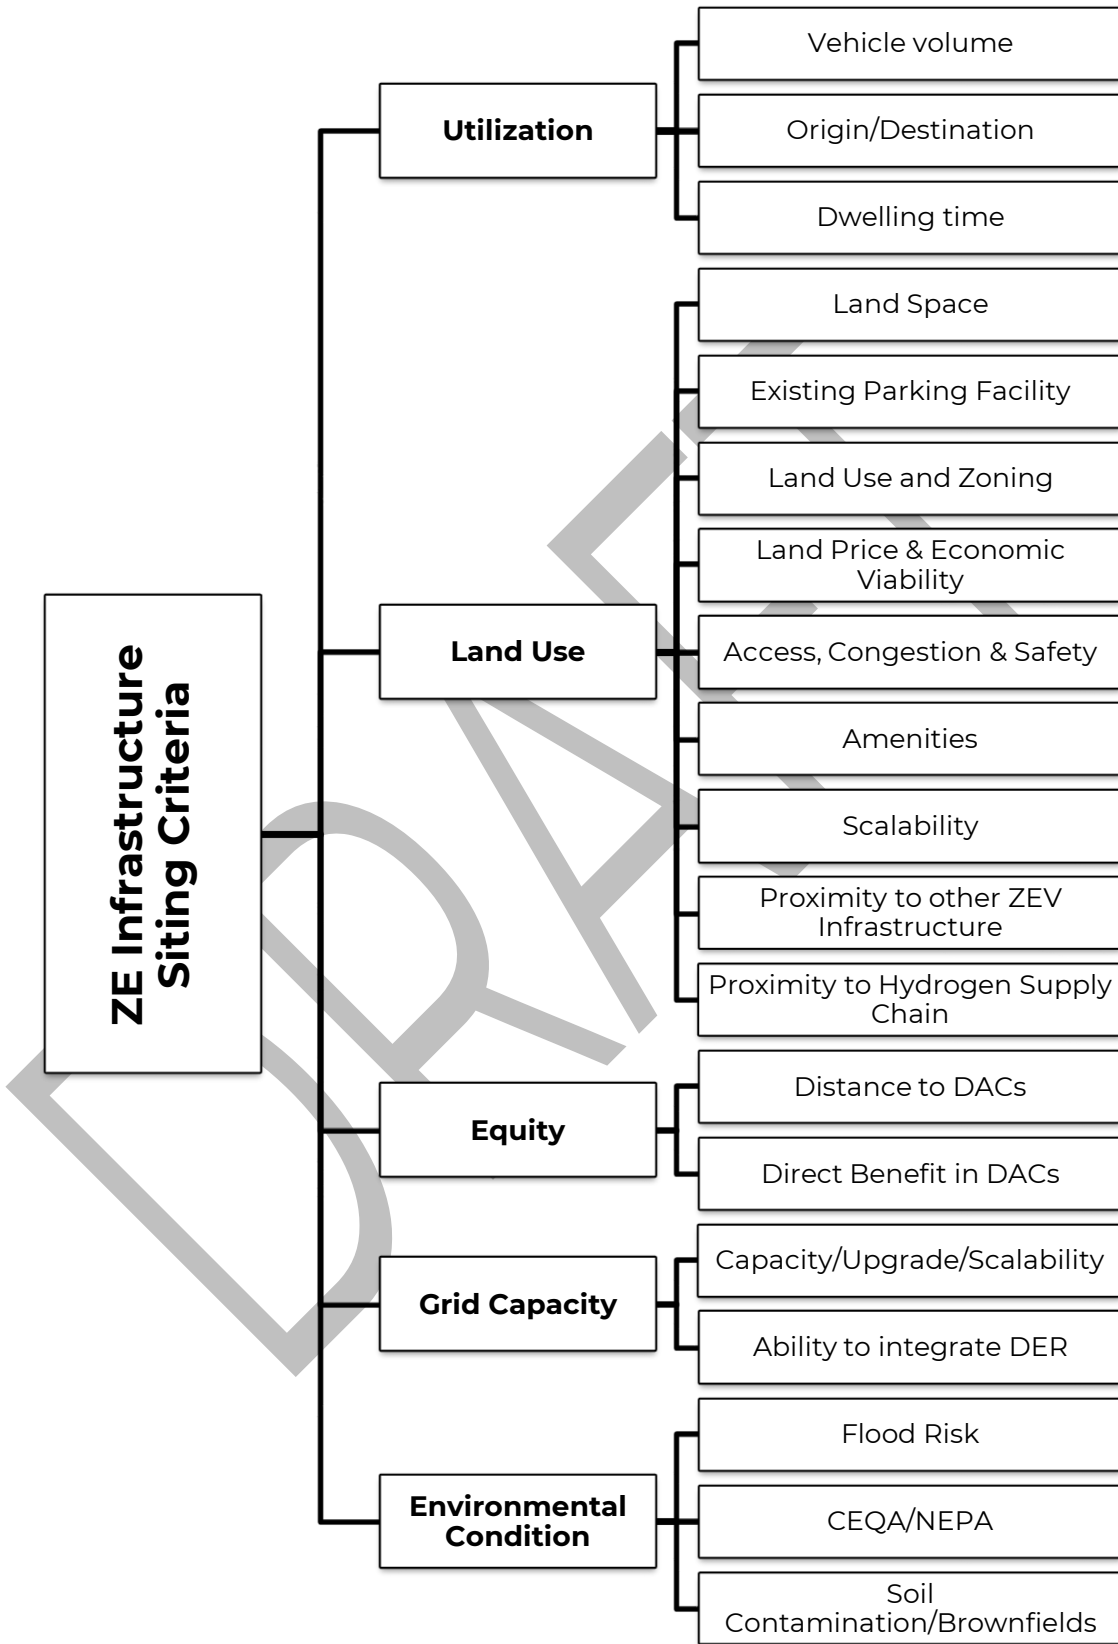 ZE Infrastructure
Siting Criteria
Utilization
Vehicle volume
Origin/Destination
Dwelling time
Land Use
Land Space
Existing Parking Facility
Land Use and Zoning
Land Price & Economic
Viability
Access, Congestion & Safety
Amenities
Scalability
Proximity to other ZEV
Infrastructure
Proximity to Hydrogen Supply
Chain
Equity
Distance to DACs
Direct Benefit in DACs
Grid Capacity
Capacity/Upgrade/Scalability
Ability to integrate DER
Environmental
Condition
Flood Risk
CEQA/NEPA
Soil
Contamination/Brownfields
DRAFT